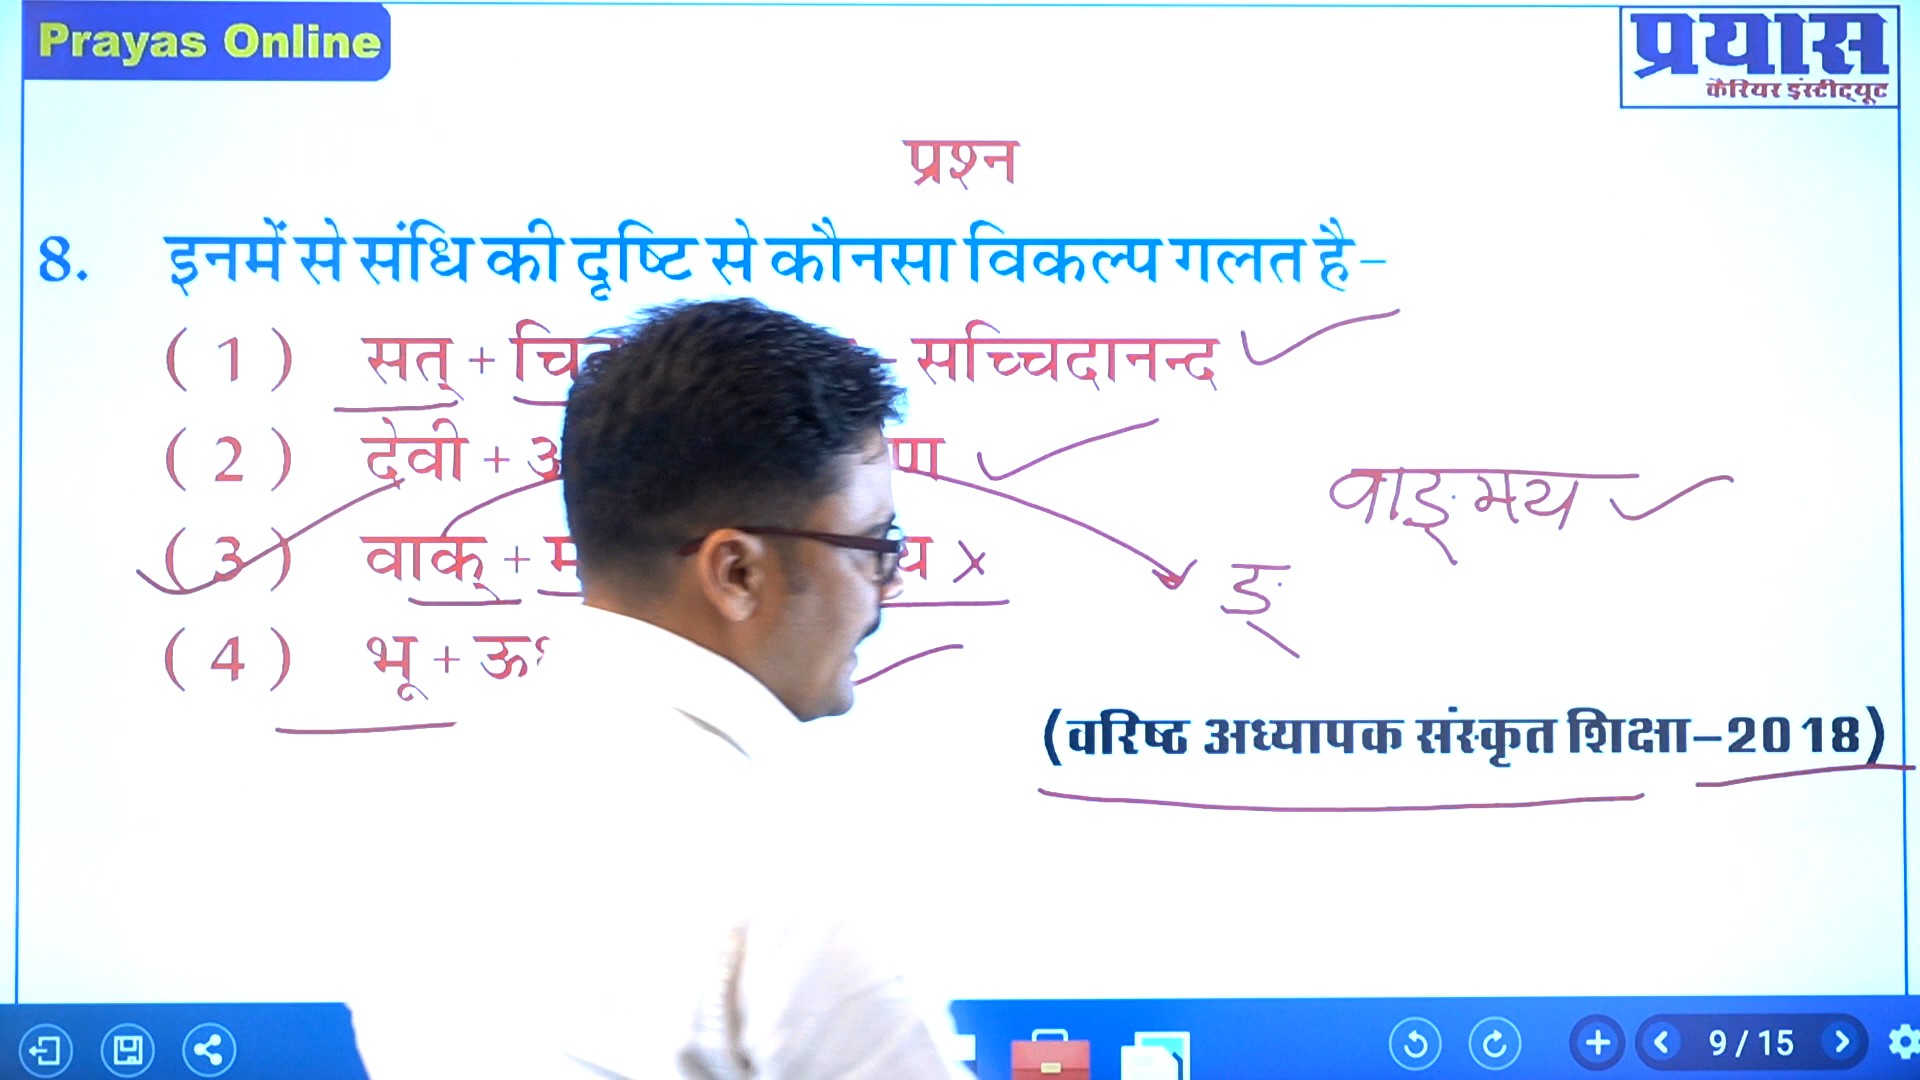 Prayas Online
प्रयास
कैरियर इंस्टीट्यूट
प्रश्न
8. इनमें से संधि की दृष्टि से कौनसा विकल्प गलत है–
(1) सत् + - सच्चिदानन्द
(2) देवी +
वाङ्मय
(3) वाक् + ×
ङ्
(4) भू +
(वरिष्ठ अध्यापक संस्कृत शिक्षा–2018)
9 / 15